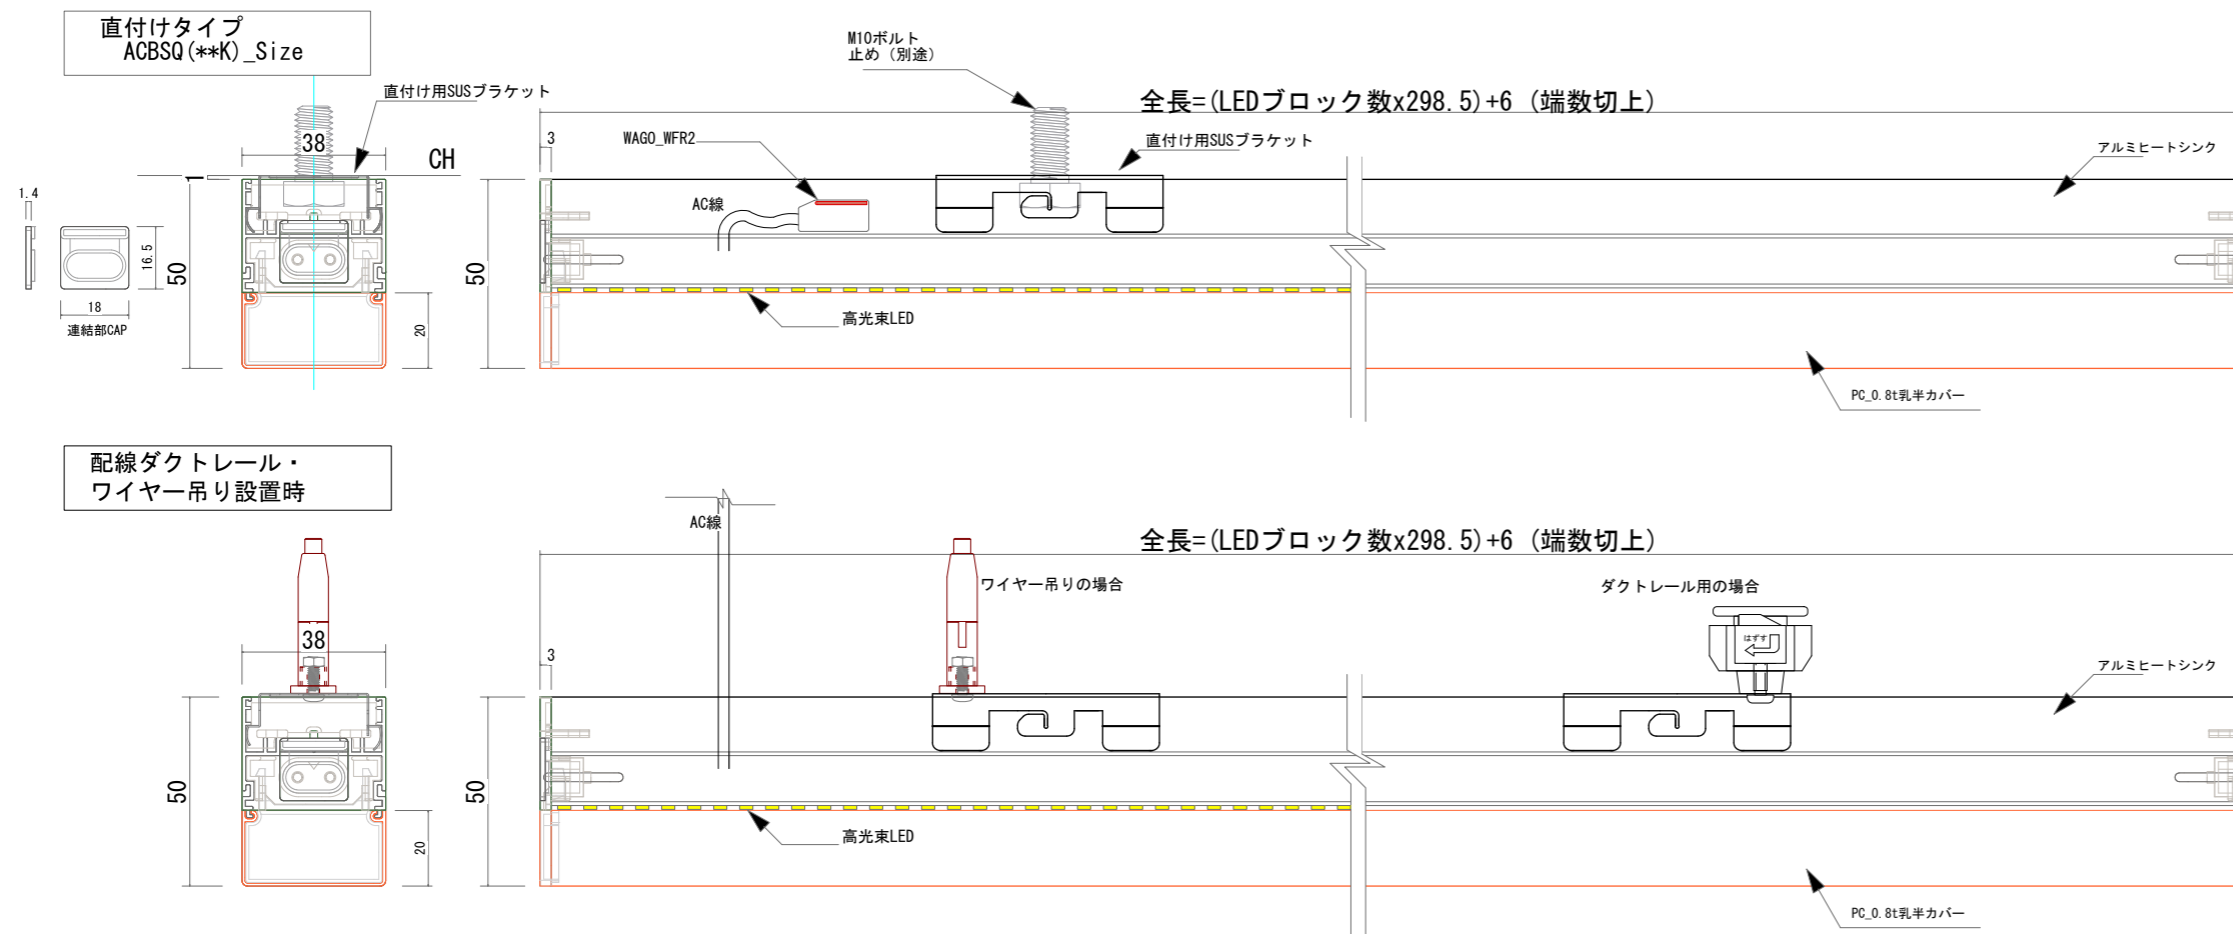 直付けタイプ
ACBSQ(**K)_Size
直付け用SUSブラケット
38
CH
1
1.4
16.5
18
連結部CAP
50
20
M10ボルト
止め（別途）
全長=(LEDブロック数x298.5)+6 (端数切上)
3
WAGO_WFR2
直付け用SUSブラケット
アルミヒートシンク
AC線
50
高光束LED
PC_0.8t乳半カバー
配線ダクトレール・
ワイヤー吊り設置時
AC線
全長=(LEDブロック数x298.5)+6 (端数切上)
ワイヤー吊りの場合
ダクトレール用の場合
はずす
38
3
アルミヒートシンク
50
20
50
高光束LED
PC_0.8t乳半カバー